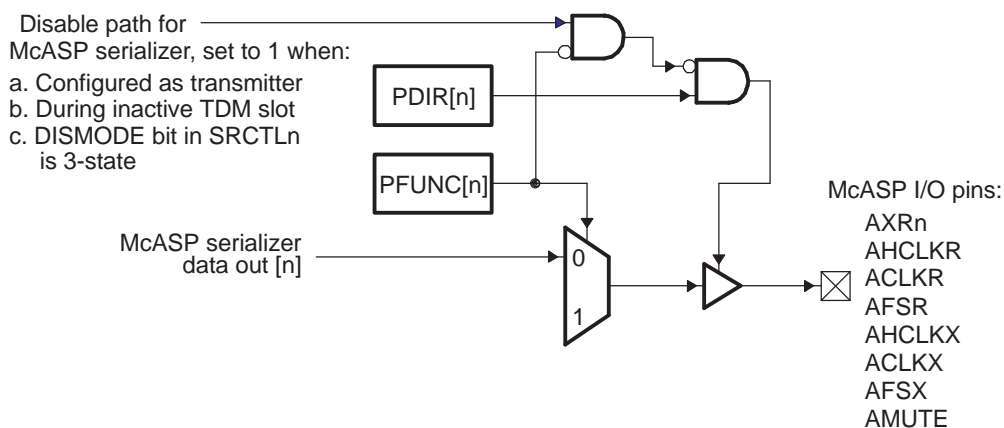 Disable path for
McASP serializer, set to 1 when:
a. Configured as transmitter
b. During inactive TDM slot
c. DISMODE bit in SRCTLn
is 3-state
PDIR[n]
PFUNC[n]
McASP serializer
data out [n]
0
1
McASP I/O pins:
AXRn
AHCLKR
ACLKR
AFSR
AHCLKX
ACLKX
AFSX
AMUTE